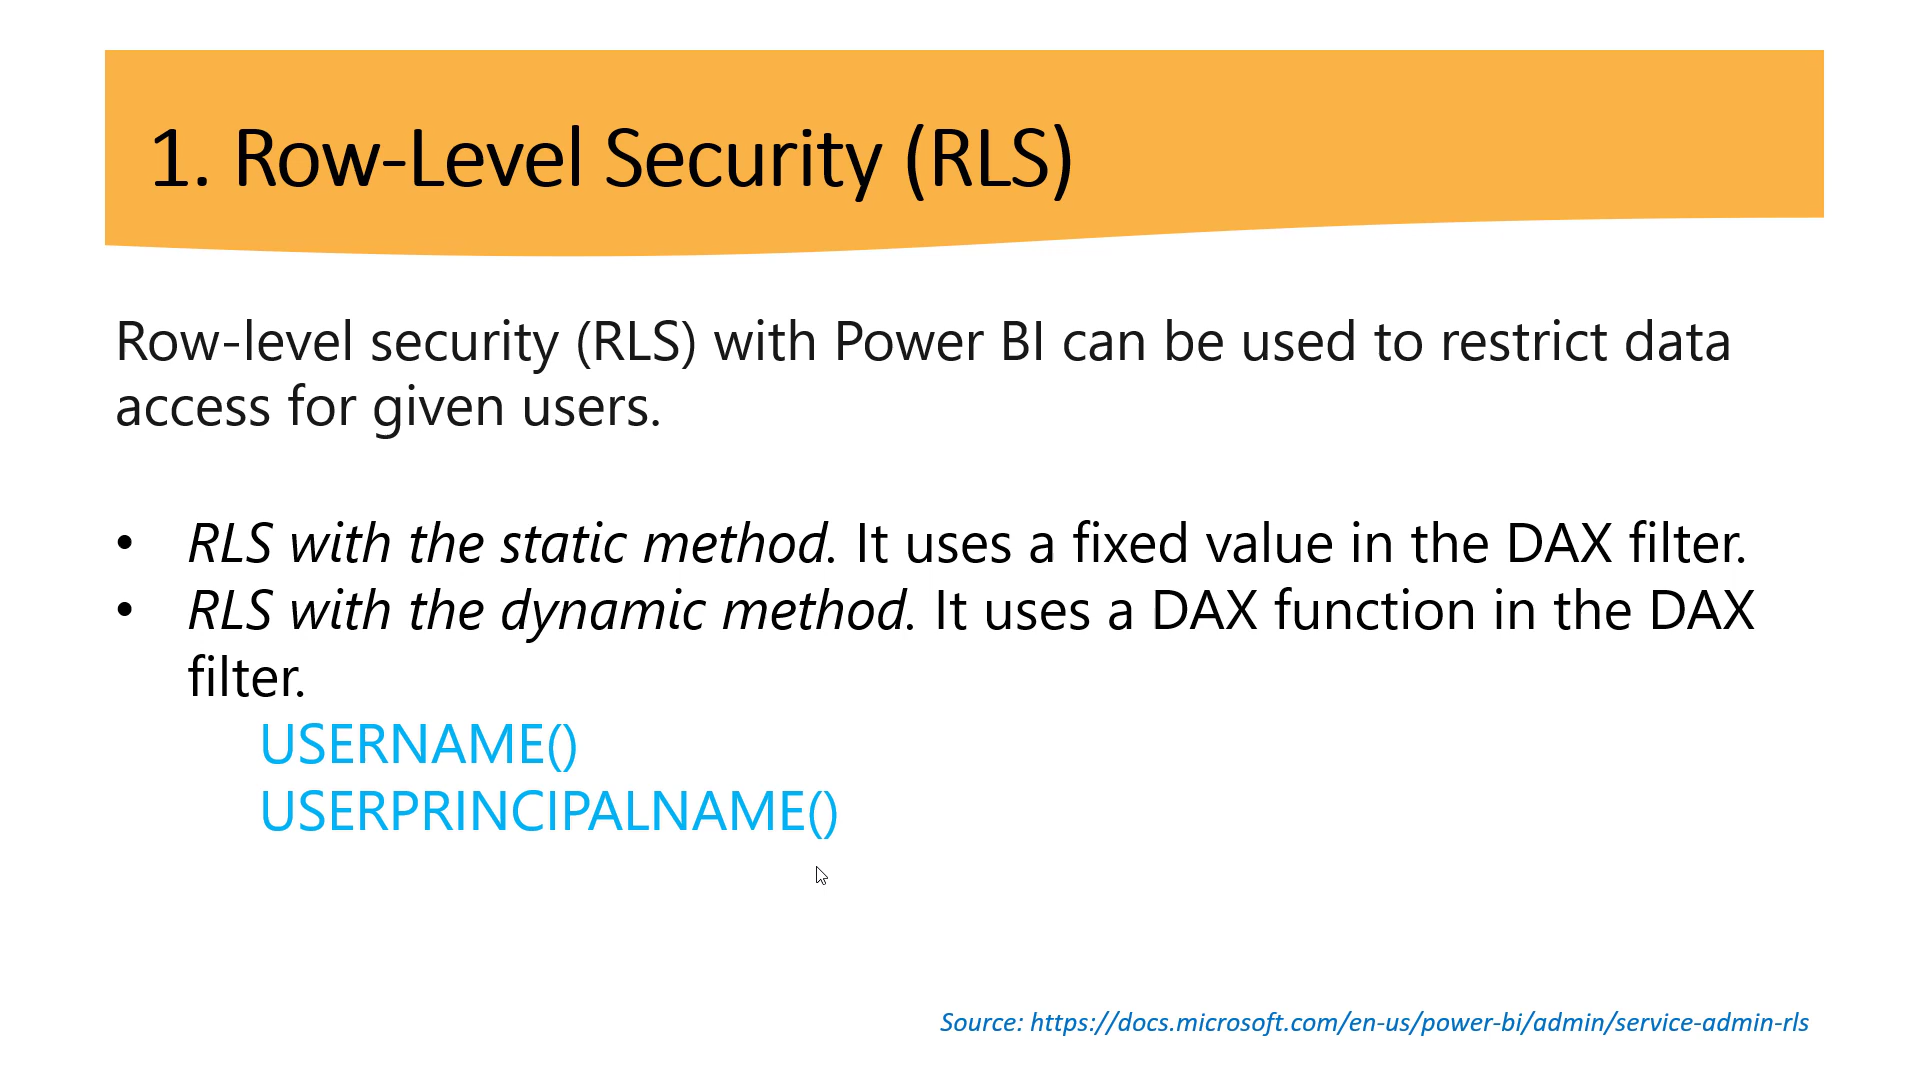 1. Row-Level Security (RLS)
Row-level security (RLS) with Power BI can be used to restrict data
access for given users.
• RLS with the static method. It uses a fixed value in the DAX filter.
• RLS with the dynamic method. It uses a DAX function in the DAX
filter.
USERNAME()
USERPRINCIPALNAME()
Source: https://docs.microsoft.com/en-us/power-bi/admin/service-admin-rls